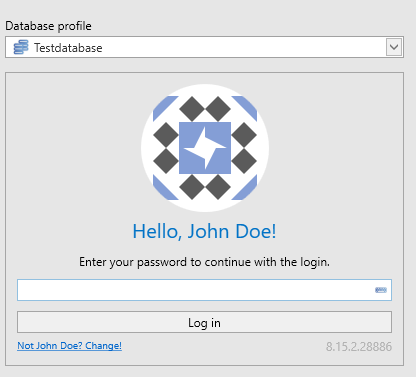 Database profile
Testdatabase
Hello, John Doe!
Enter your password to continue with the login.
Log in
Not John Doe? Change!
8.15.2.28886